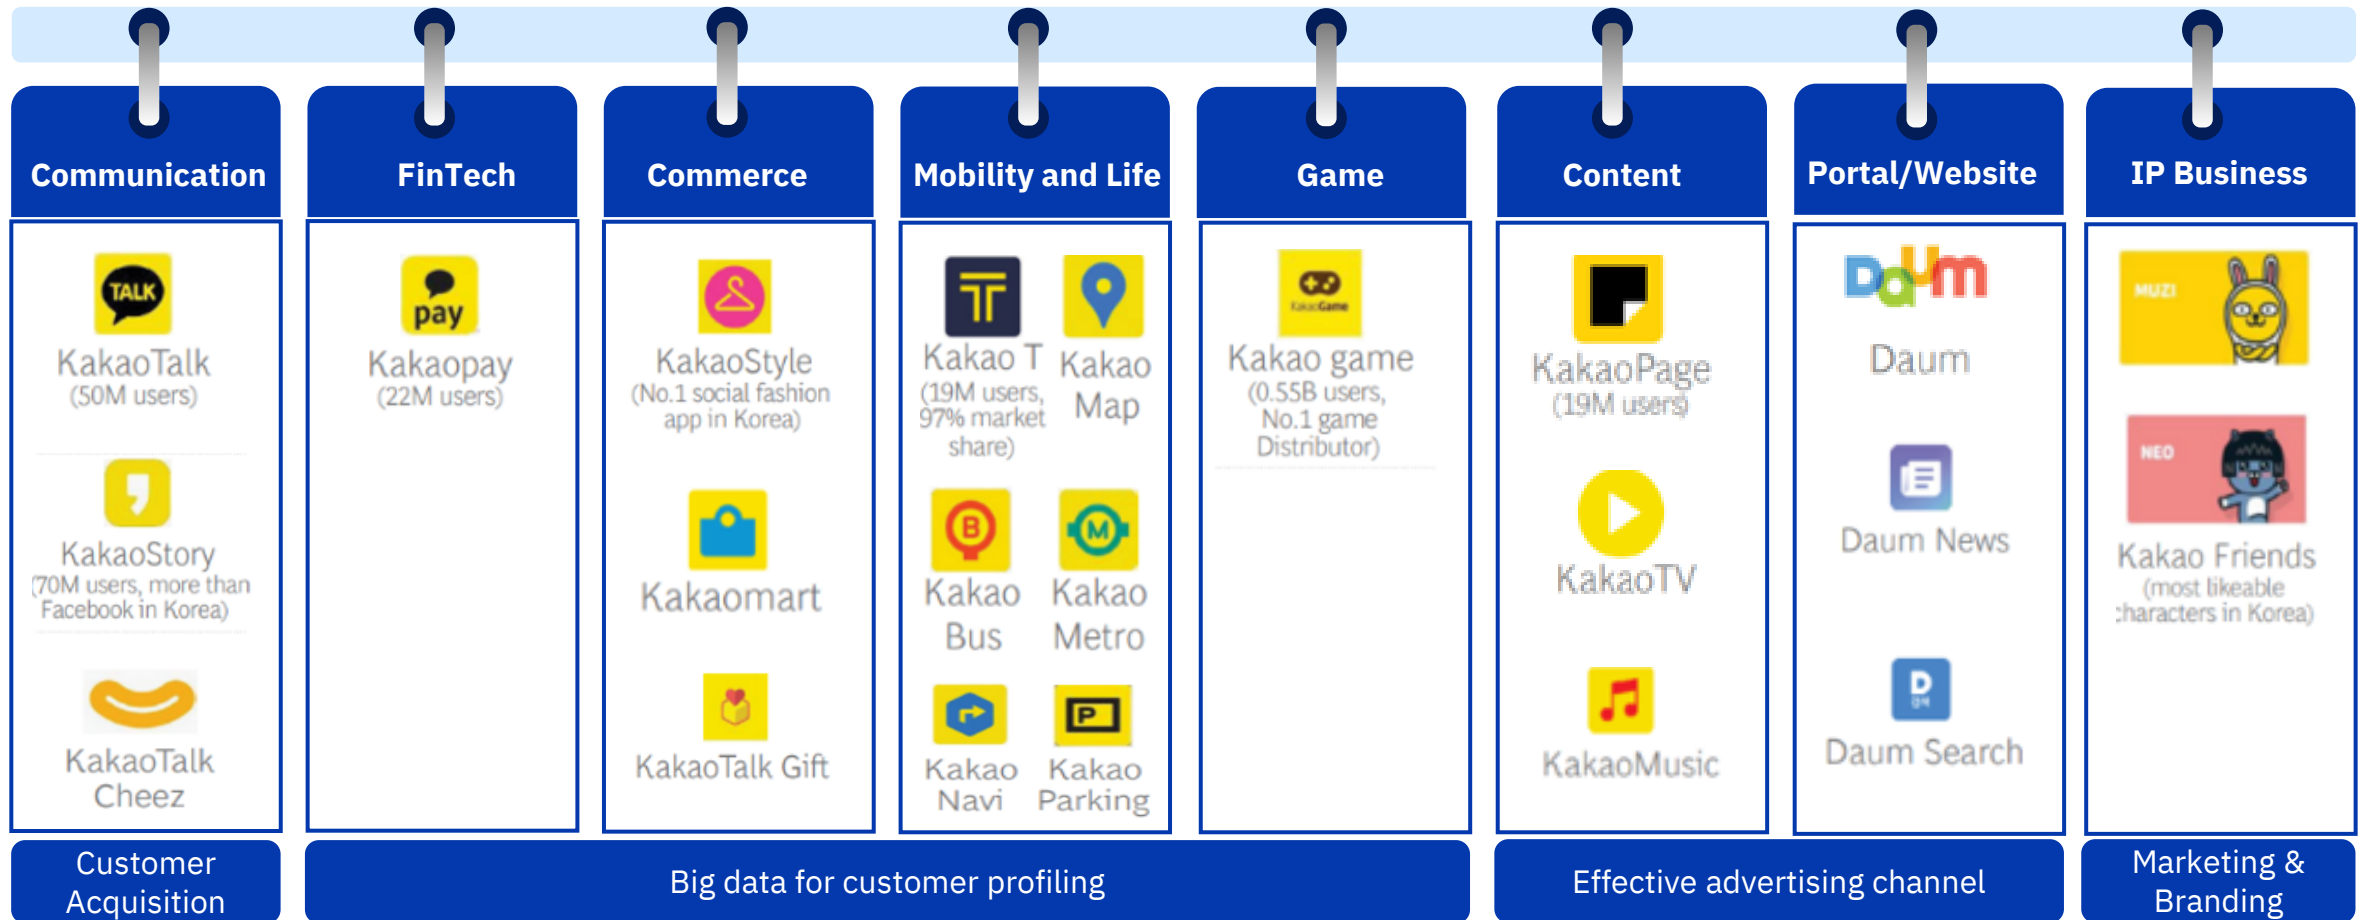 Communication
TALK
KakaoTalk
(50M users)
KakaoStory
(70M users, more than
Facebook in Korea)
KakaoTalk
Cheez
Customer
Acquisition
FinTech
pay
Kakaopay
(22M users)
Commerce
KakaoStyle
(No.1 social fashion
app in Korea)
Kakaomart
KakaoTalk Gift
Mobility and Life
T
Kakao T
(19M users,
97% market
share)
Kakao
Map
B
Kakao
Bus
M
Kakao
Metro
Kakao
Navi
P
Kakao
Parking
Game
KakaoGame
Kakao game
(0.55B users,
No.1 game
Distributor)
Big data for customer profiling
Content
KakaoPage
(19M users)
KakaoTV
KakaoMusic
Portal/Website
Daum
Daum
Daum News
D
Daum Search
Effective advertising channel
IP Business
MUZI
NEO
Kakao Friends
(most likeable
characters in Korea)
Marketing &
Branding